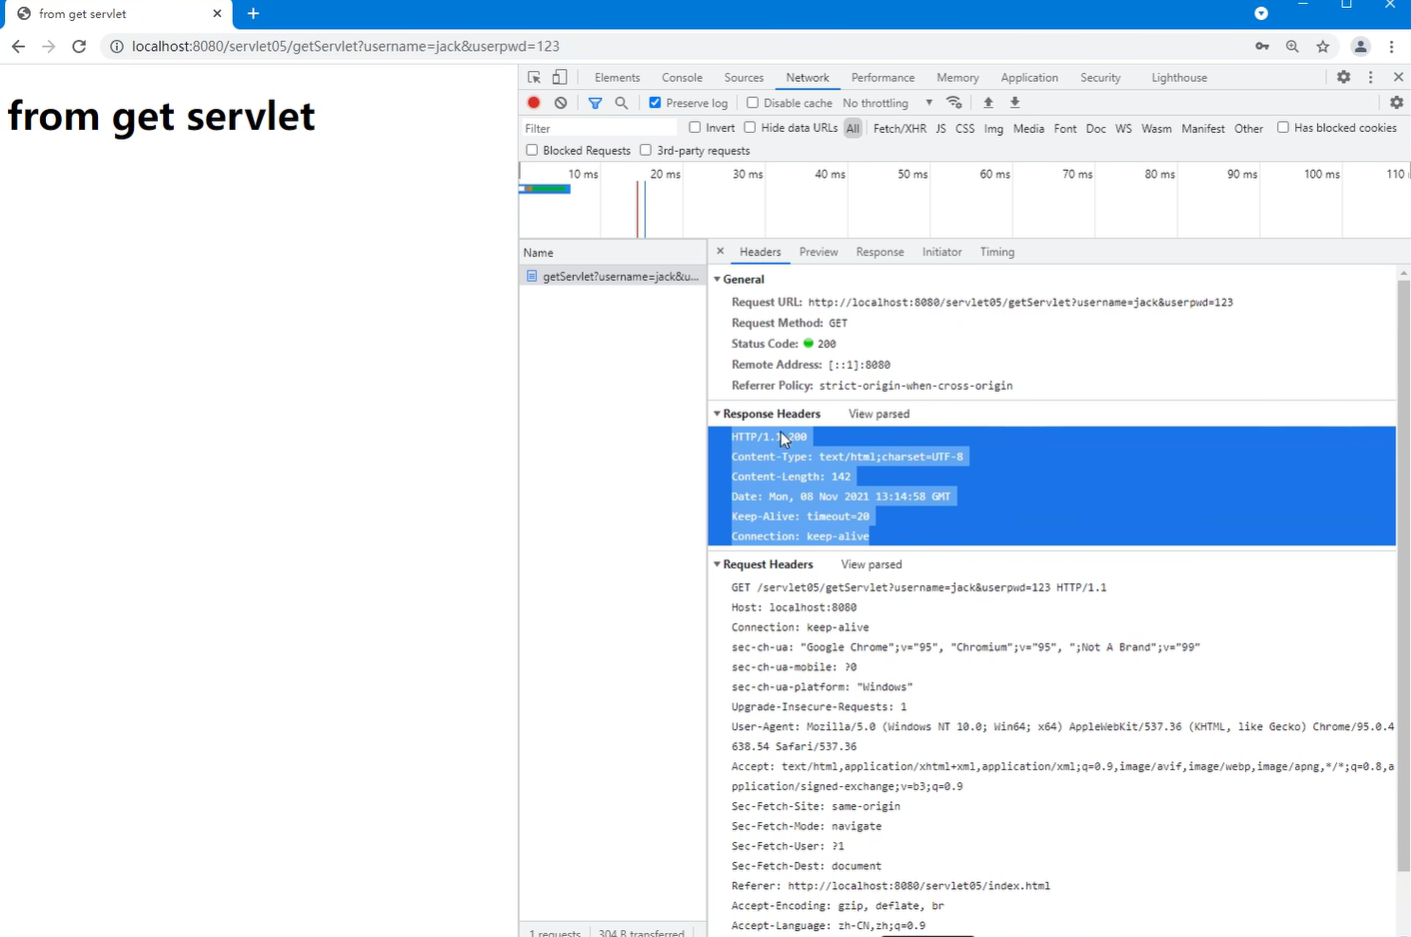 from get servlet
localhost:8080/servlet05/getServlet?username=jack&userpwd=123
from get servlet
Elements Console Sources Network Performance Memory Application Security Lighthouse
Preserve log Disable cache No throttling
Filter Invert Hide data URLs All Fetch/XHR JS CSS Img Media Font Doc WS Wasm Manifest Other Has blocked cookies
Blocked Requests 3rd-party requests
10 ms 20 ms 30 ms 40 ms 50 ms 60 ms 70 ms 80 ms 90 ms 100 ms 110
Name
getServlet?username=jack&u...
Headers Preview Response Initiator Timing
General
Request URL: http://localhost:8080/servlet05/getServlet?username=jack&userpwd=123
Request Method: GET
Status Code: 200
Remote Address: [::1]:8080
Referrer Policy: strict-origin-when-cross-origin
Response Headers View parsed
HTTP/1.1 200
Content-Type: text/html;charset=UTF-8
Content-Length: 142
Date: Mon, 08 Nov 2021 13:14:58 GMT
Keep-Alive: timeout=20
Connection: keep-alive
Request Headers View parsed
GET /servlet05/getServlet?username=jack&userpwd=123 HTTP/1.1
Host: localhost:8080
Connection: keep-alive
sec-ch-ua: "Google Chrome";v="95", "Chromium";v="95", ";Not A Brand";v="99"
sec-ch-ua-mobile: ?0
sec-ch-ua-platform: "Windows"
Upgrade-Insecure-Requests: 1
User-Agent: Mozilla/5.0 (Windows NT 10.0; Win64; x64) AppleWebKit/537.36 (KHTML, like Gecko) Chrome/95.0.4
638.54 Safari/537.36
Accept: text/html,application/xhtml+xml,application/xml;q=0.9,image/avif,image/webp,image/apng,*/*;q=0.8,a
pplication/signed-exchange;v=b3;q=0.9
Sec-Fetch-Site: same-origin
Sec-Fetch-Mode: navigate
Sec-Fetch-User: ?1
Sec-Fetch-Dest: document
Referer: http://localhost:8080/servlet05/index.html
Accept-Encoding: gzip, deflate, br
Accept-Language: zh-CN,zh;q=0.9
1 requests 304 B transferred